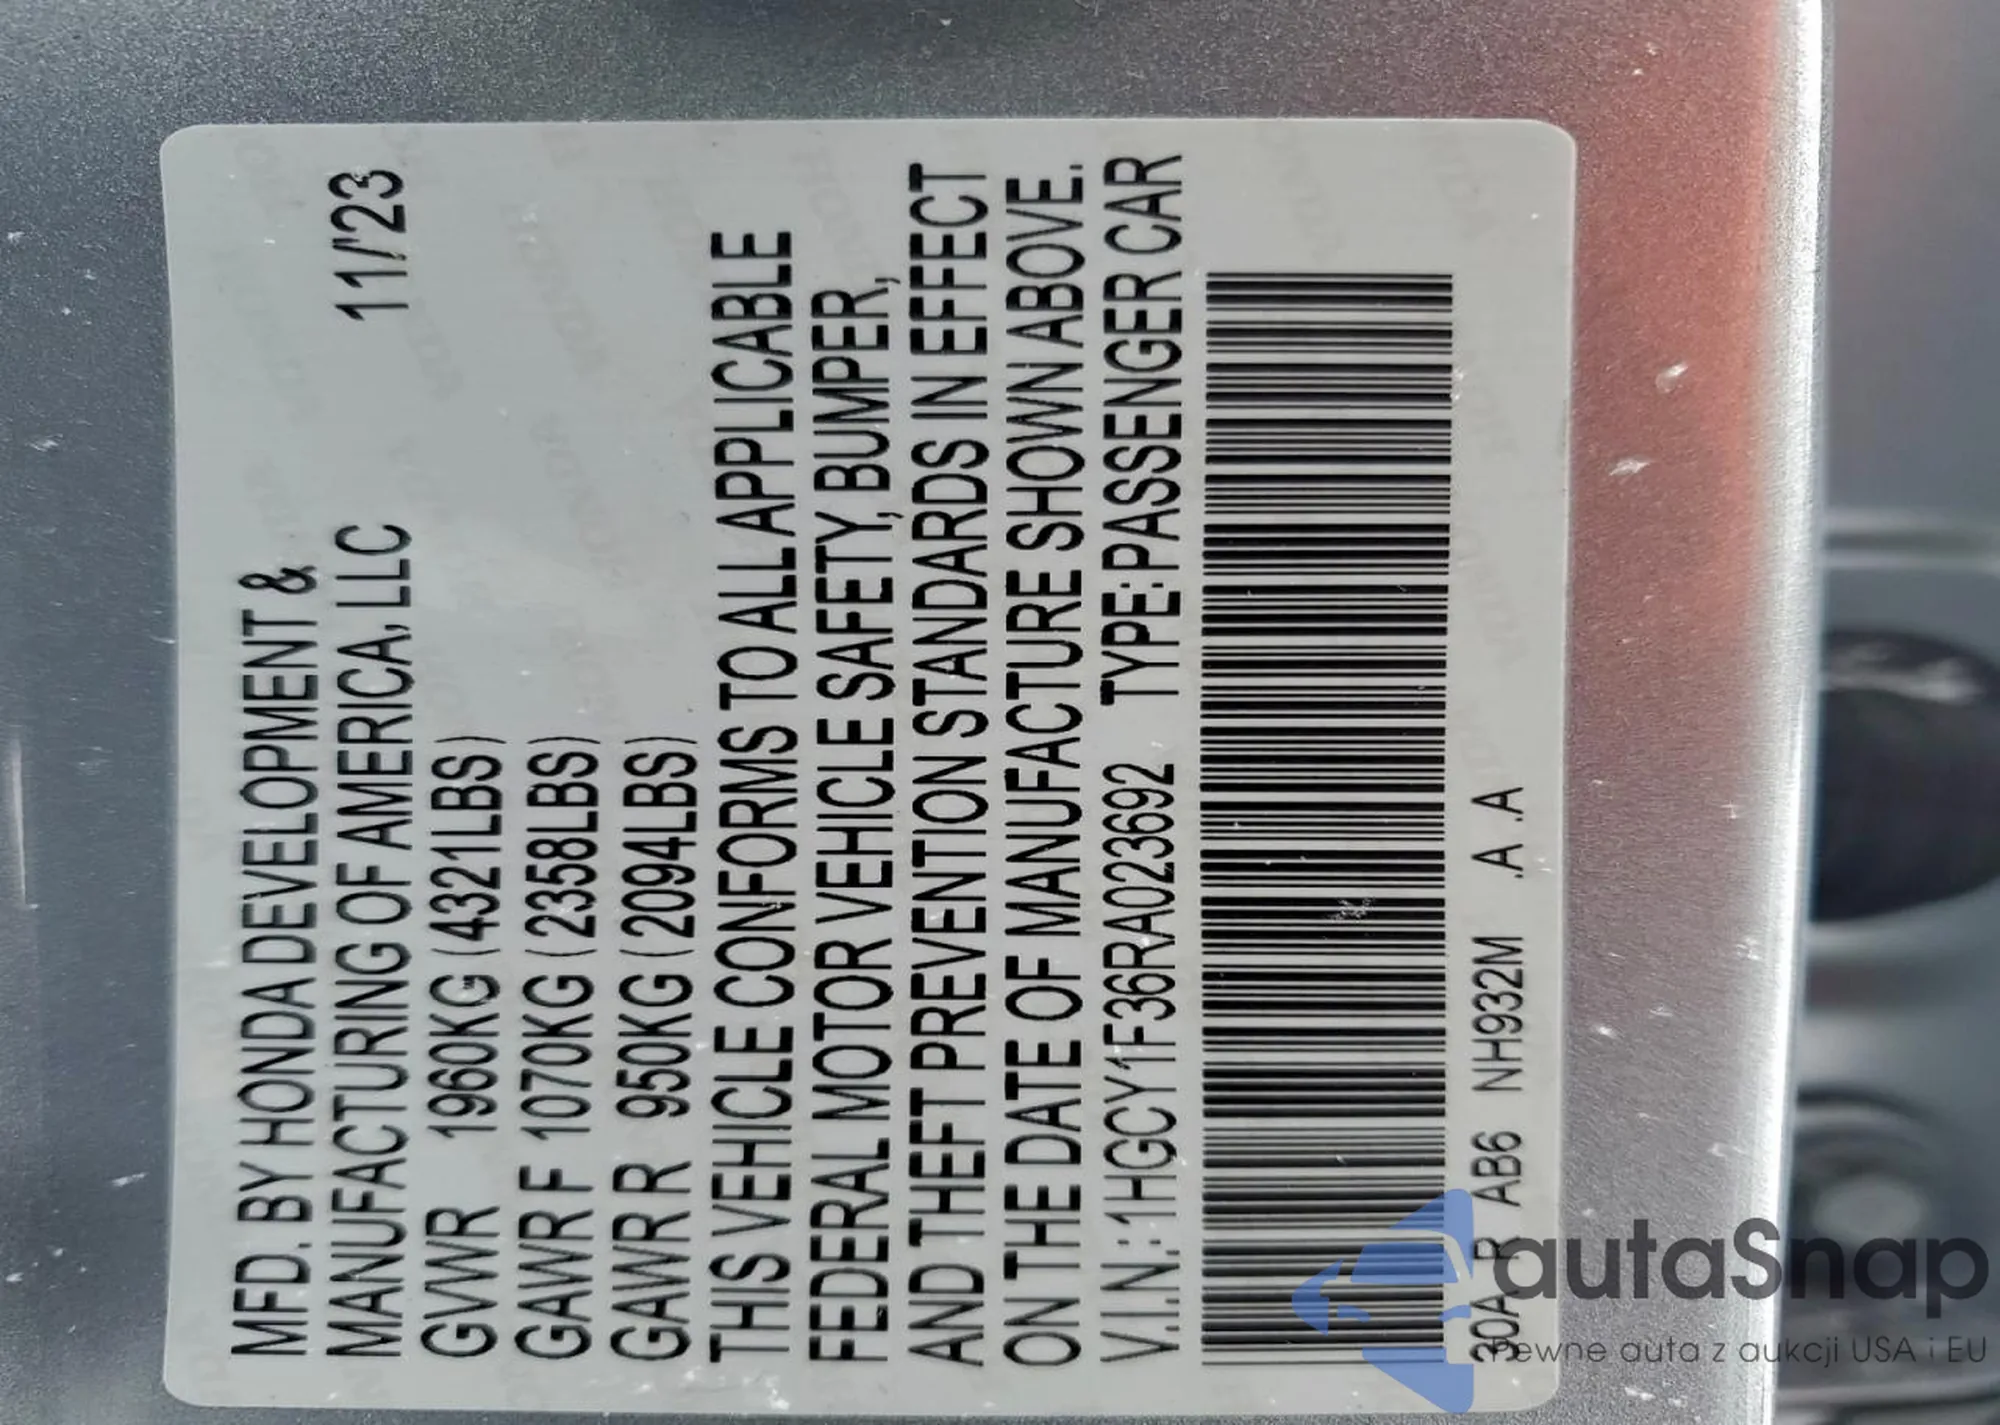 MFD. BY HONDA DEVELOPMENT &
MANUFACTURING OF AMERICA, LLC 11/'23
GVWR 1960KG (4321LBS)
GAWR F 1070KG (2358LBS)
GAWR R 950KG (2094LBS)
THIS VEHICLE CONFORMS TO ALL APPLICABLE
FEDERAL MOTOR VEHICLE SAFETY, BUMPER,
AND THEFT PREVENTION STANDARDS IN EFFECT
ON THE DATE OF MANUFACTURE SHOWN ABOVE.
V.I.N.:1HGCY1F36RA023692 TYPE:PASSENGER CAR
30A R AB6 NH932M .A .A
autaSnap
Pewne auta z aukcji USA i EU